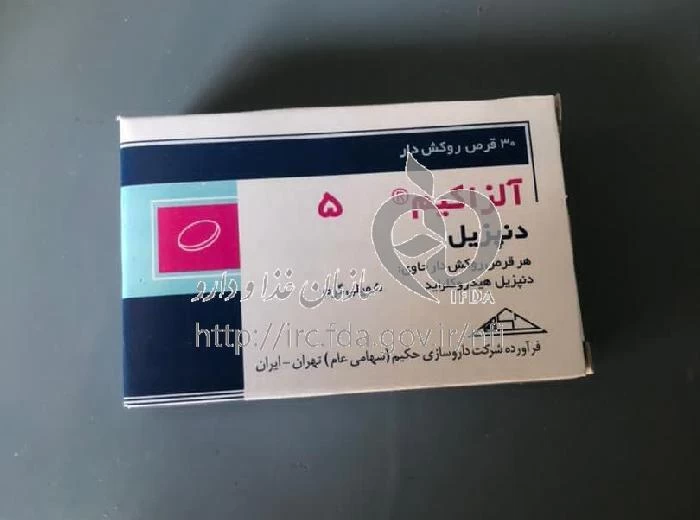 ۳۰ قرص روکش دار
آلزاکیم® ۵
دنپزیل
هر قرص روکش دار حاوی:
دنپزیل هیدروکلراید
سازمان غذا و دارو
IFDA
http://irc.fda.gov.ir/nfi
فرآورده شرکت داروسازی حکیم (سهامی عام) تهران - ایران